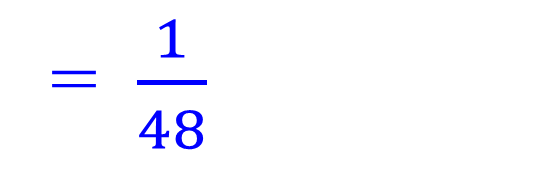 = 1/48